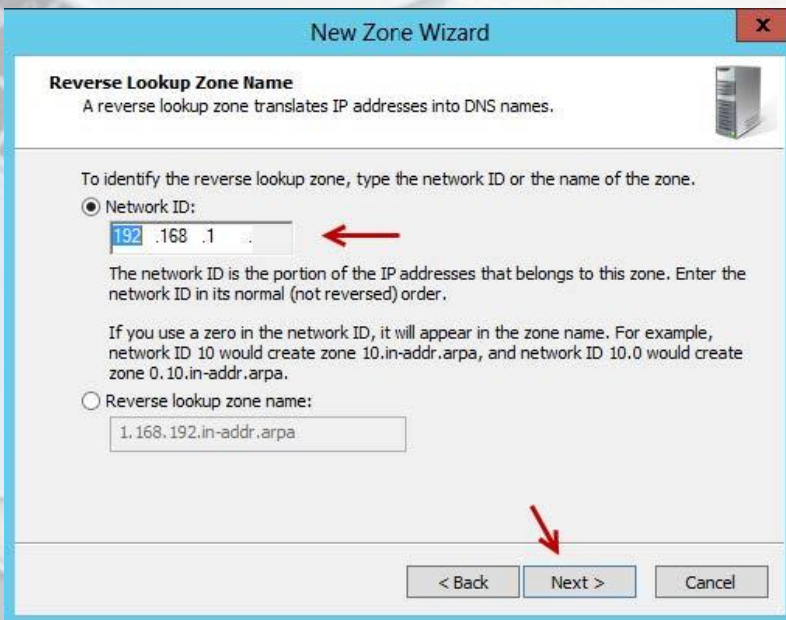 New Zone Wizard
x
Reverse Lookup Zone Name
A reverse lookup zone translates IP addresses into DNS names.
To identify the reverse lookup zone, type the network ID or the name of the zone.
Network ID:
192 .168 .1 .
The network ID is the portion of the IP addresses that belongs to this zone. Enter the
network ID in its normal (not reversed) order.
If you use a zero in the network ID, it will appear in the zone name. For example,
network ID 10 would create zone 10.in-addr.arpa, and network ID 10.0 would create
zone 0.10.in-addr.arpa.
Reverse lookup zone name:
1.168.192.in-addr.arpa
< Back Next > Cancel